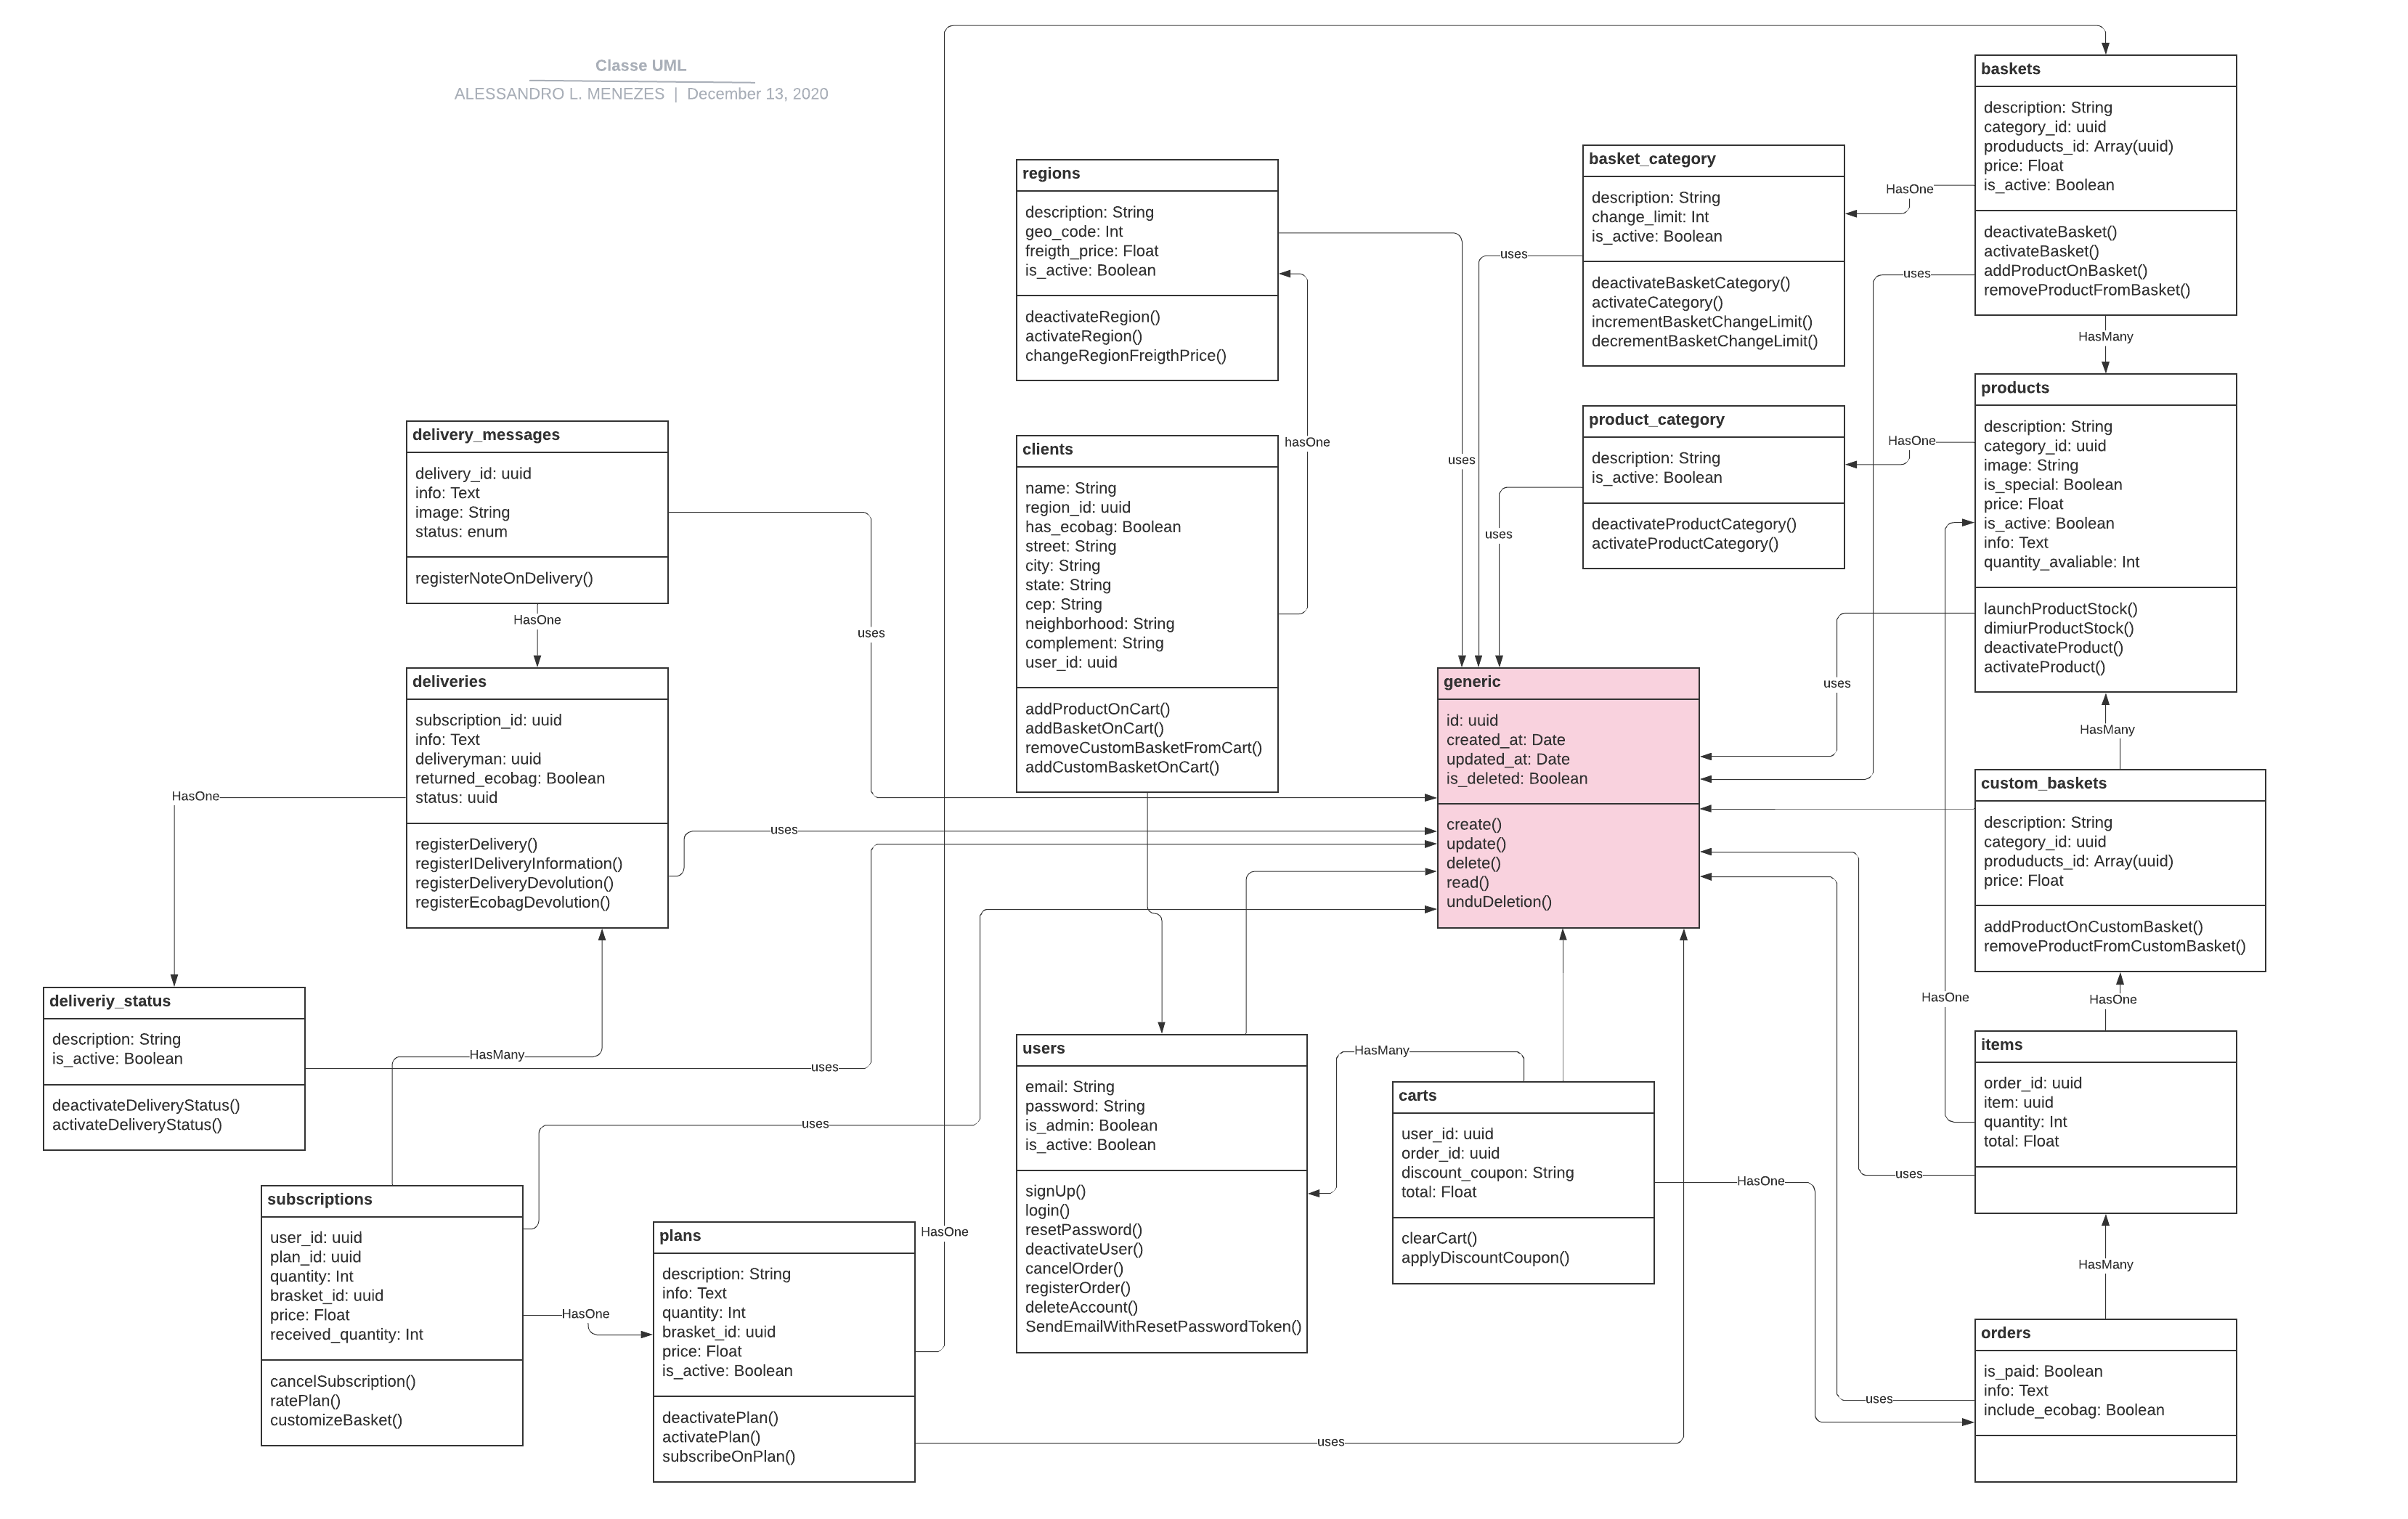 Classe UML
ALESSANDRO L. MENEZES | December 13, 2020
baskets
description: String
category_id: uuid
produducts_id: Array(uuid)
price: Float
is_active: Boolean
deactivateBasket()
activateBasket()
addProductOnBasket()
removeProductFromBasket()
basket_category
description: String
change_limit: Int
is_active: Boolean
deactivateBasketCategory()
activateCategory()
incrementBasketChangeLimit()
decrementBasketChangeLimit()
HasOne
uses
uses
HasMany
regions
description: String
geo_code: Int
freigth_price: Float
is_active: Boolean
deactivateRegion()
activateRegion()
changeRegionFreigthPrice()
hasOne
uses
products
description: String
category_id: uuid
image: String
is_special: Boolean
price: Float
is_active: Boolean
info: Text
quantity_avaliable: Int
launchProductStock()
dimiurProductStock()
deactivateProduct()
activateProduct()
product_category
description: String
is_active: Boolean
deactivateProductCategory()
activateProductCategory()
HasOne
uses
uses
HasMany
delivery_messages
delivery_id: uuid
info: Text
image: String
status: enum
registerNoteOnDelivery()
HasOne
uses
clients
name: String
region_id: uuid
has_ecobag: Boolean
street: String
city: String
state: String
cep: String
neighborhood: String
complement: String
user_id: uuid
addProductOnCart()
addBasketOnCart()
removeCustomBasketFromCart()
addCustomBasketOnCart()
deliveries
subscription_id: uuid
info: Text
deliveryman: uuid
returned_ecobag: Boolean
status: uuid
registerDelivery()
registerIDeliveryInformation()
registerDeliveryDevolution()
registerEcobagDevolution()
HasOne
uses
generic
id: uuid
created_at: Date
updated_at: Date
is_deleted: Boolean
create()
update()
delete()
read()
unduDeletion()
custom_baskets
description: String
category_id: uuid
produducts_id: Array(uuid)
price: Float
addProductOnCustomBasket()
removeProductFromCustomBasket()
HasOne
HasOne
deliveriy_status
description: String
is_active: Boolean
deactivateDeliveryStatus()
activateDeliveryStatus()
HasMany
uses
uses
users
email: String
password: String
is_admin: Boolean
is_active: Boolean
signUp()
login()
resetPassword()
deactivateUser()
cancelOrder()
registerOrder()
deleteAccount()
SendEmailWithResetPasswordToken()
HasMany
carts
user_id: uuid
order_id: uuid
discount_coupon: String
total: Float
clearCart()
applyDiscountCoupon()
HasOne
items
order_id: uuid
item: uuid
quantity: Int
total: Float
uses
HasMany
subscriptions
user_id: uuid
plan_id: uuid
quantity: Int
brasket_id: uuid
price: Float
received_quantity: Int
cancelSubscription()
ratePlan()
customizeBasket()
HasOne
plans
description: String
info: Text
quantity: Int
brasket_id: uuid
price: Float
is_active: Boolean
deactivatePlan()
activatePlan()
subscribeOnPlan()
HasOne
uses
orders
is_paid: Boolean
info: Text
include_ecobag: Boolean
uses